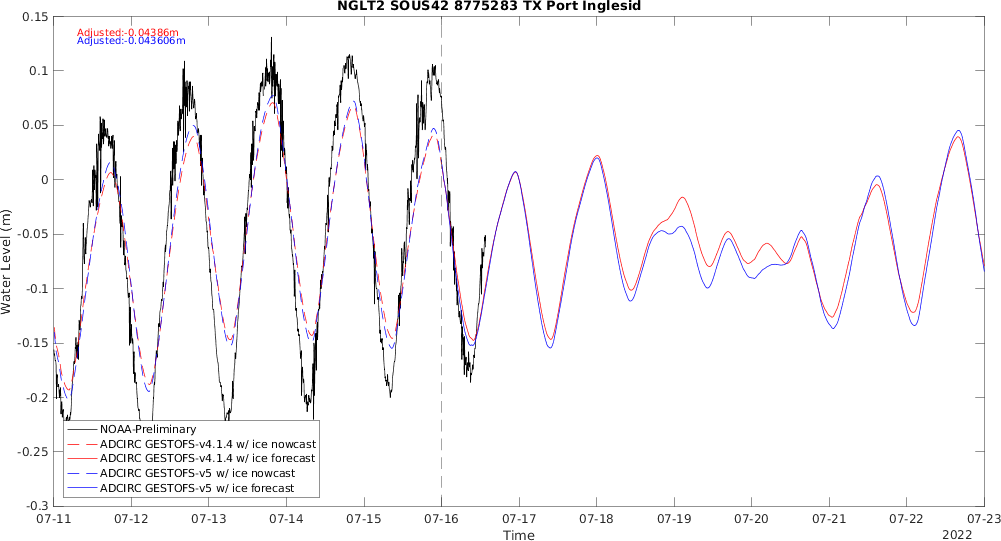 NGLT2 SOUS42 8775283 TX Port Inglesid
Adjusted:-0.04386m
Adjusted:-0.043606m
0.15
0.1
0.05
0
-0.05
-0.1
-0.15
-0.2
-0.25
-0.3
Water Level (m)
NOAA-Preliminary
ADCIRC GESTOFS-v4.1.4 w/ ice nowcast
ADCIRC GESTOFS-v4.1.4 w/ ice forecast
ADCIRC GESTOFS-v5 w/ ice nowcast
ADCIRC GESTOFS-v5 w/ ice forecast
07-11 07-12 07-13 07-14 07-15 07-16 07-17 07-18 07-19 07-20 07-21 07-22 07-23
Time
2022